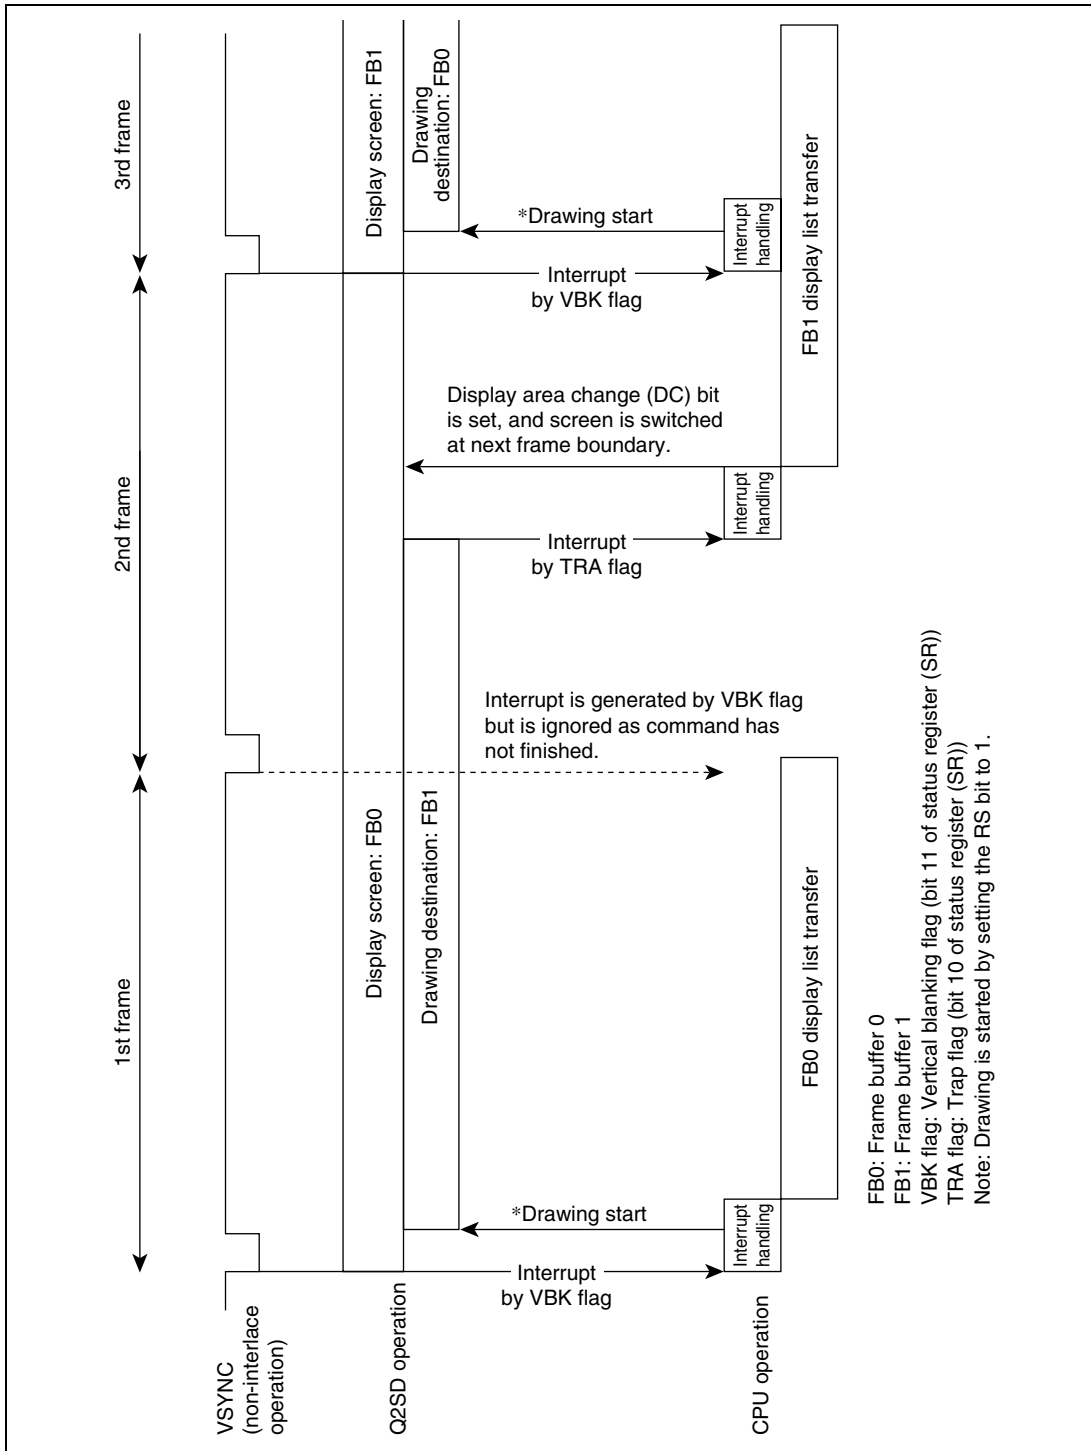 1st frame
2nd frame
3rd frame
VSYNC
(non-interlace
operation)
Q2SD operation
Display screen: FB0
Display screen: FB1
Drawing destination: FB1
Drawing
destination: FB0
Interrupt
by VBK flag
*Drawing start
Interrupt is generated by VBK flag
but is ignored as command has
not finished.
Interrupt
by TRA flag
Display area change (DC) bit
is set, and screen is switched
at next frame boundary.
Interrupt
by VBK flag
*Drawing start
CPU operation
Interrupt
handling
Interrupt
handling
Interrupt
handling
FB0 display list transfer
FB1 display list transfer
FB0: Frame buffer 0
FB1: Frame buffer 1
VBK flag: Vertical blanking flag (bit 11 of status register (SR))
TRA flag: Trap flag (bit 10 of status register (SR))
Note: Drawing is started by setting the RS bit to 1.